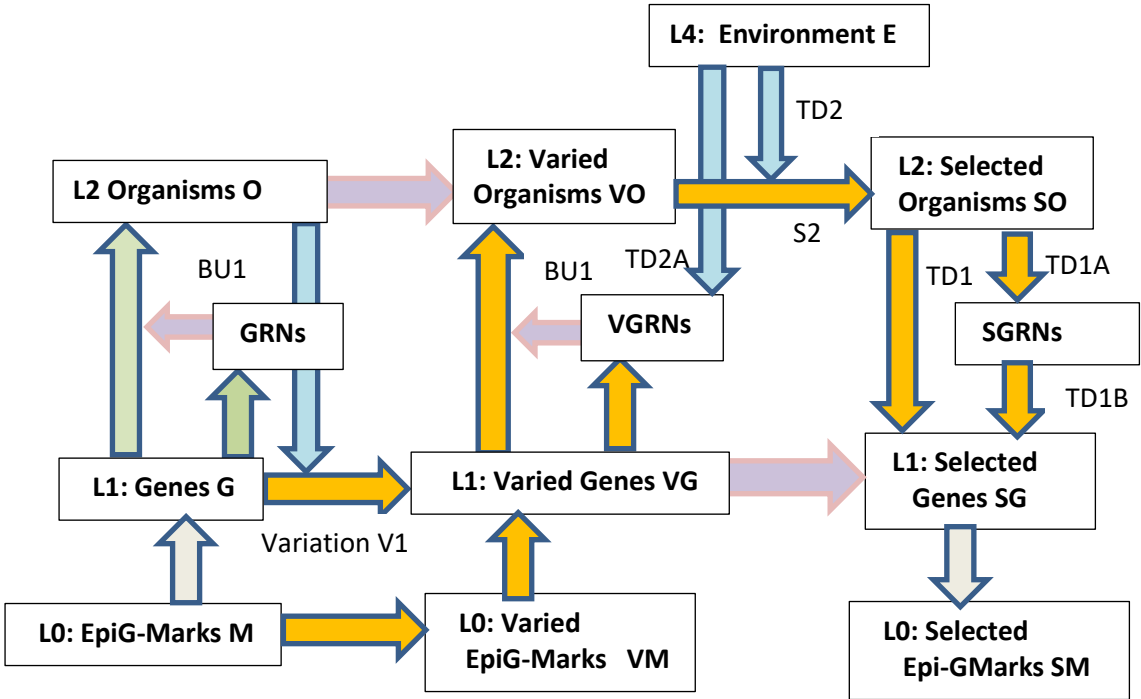 L4: Environment E
TD2
L2: Varied
Organisms VO
L2: Selected
Organisms SO
L2 Organisms O
S2
BU1
BU1
TD2A
TD1
TD1A
GRNs
VGRNs
SGRNs
TD1B
L1: Genes G
L1: Varied Genes VG
L1: Selected
Genes SG
Variation V1
L0: EpiG-Marks M
L0: Varied
EpiG-Marks VM
L0: Selected
Epi-GMarks SM